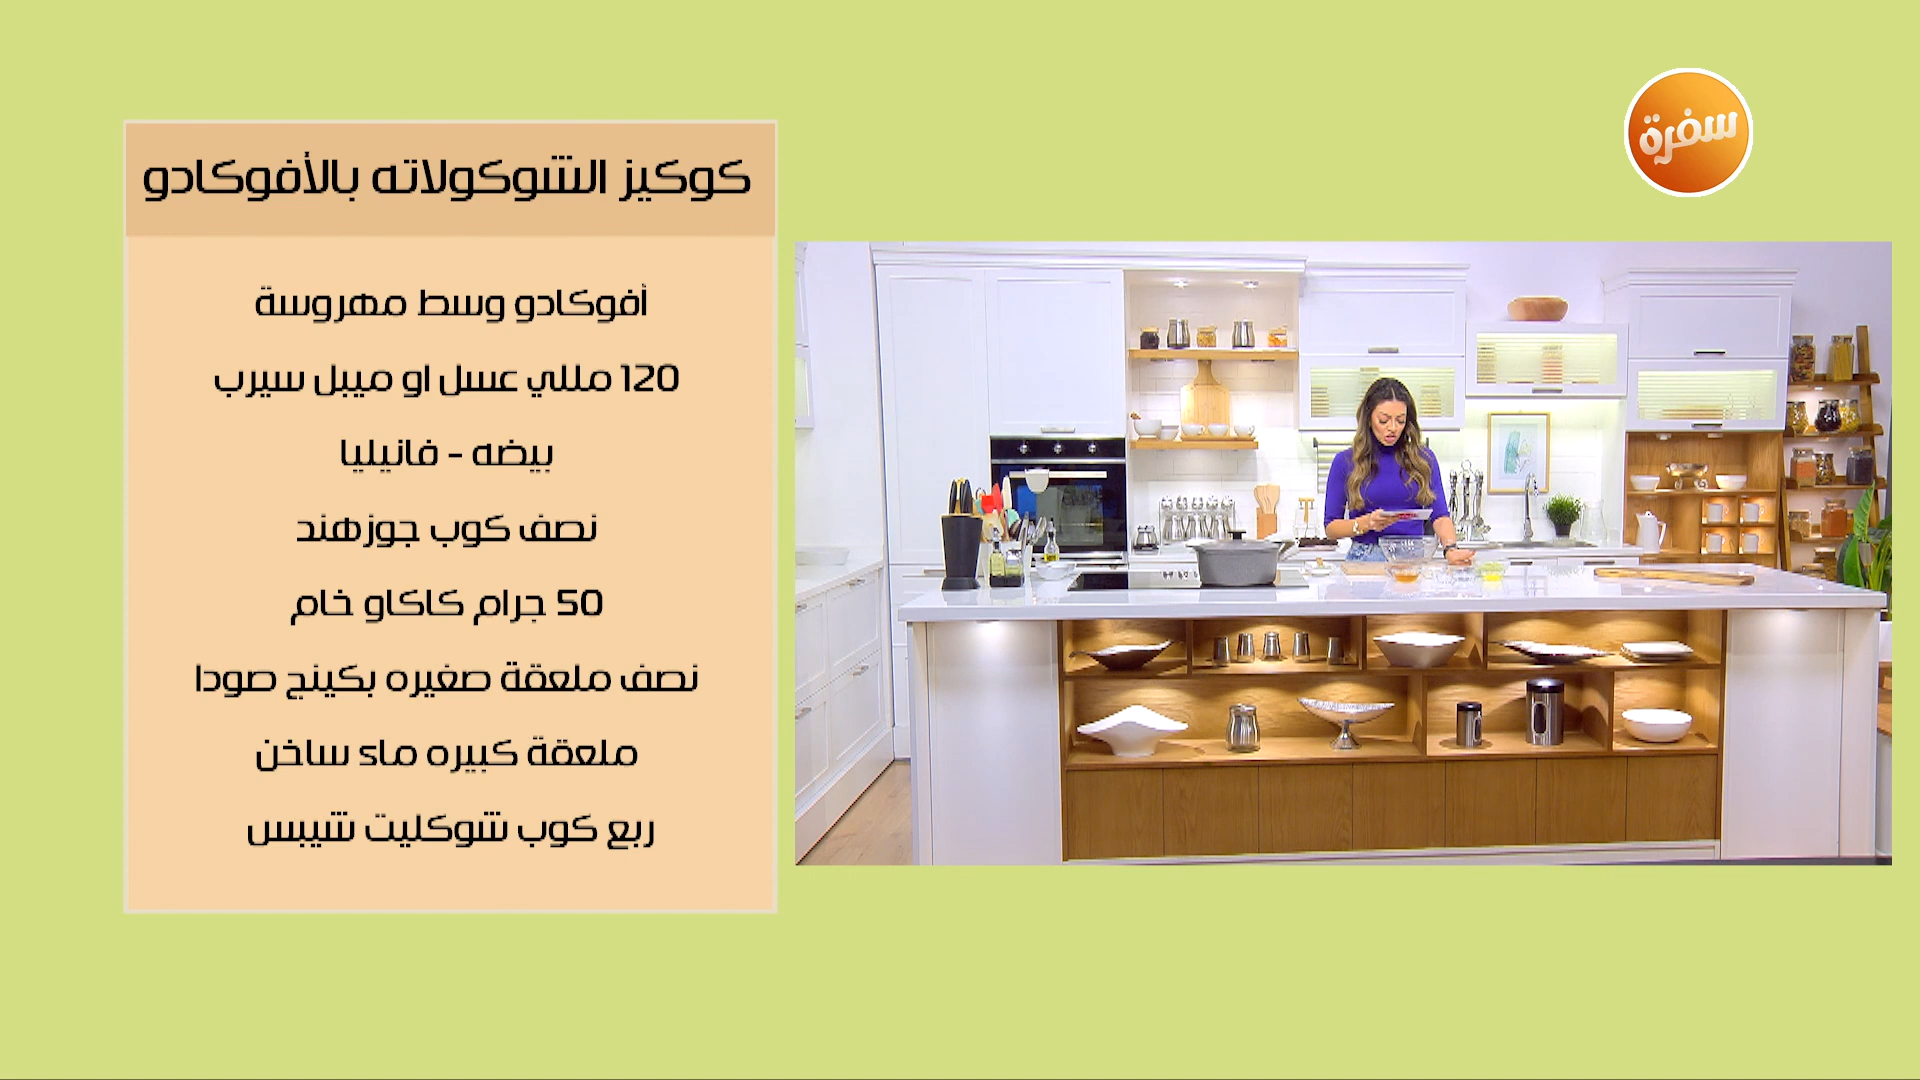 سفرة
كوكيز الشوكولاته بالأفوكادو
أفوكادو وسط مهروسة
120 مللي عسل او ميبل سيرب
بيضه - فانيليا
نصف كوب جوزهند
50 جرام كاكاو خام
نصف ملعقة صغيره بكينج صودا
ملعقة كبيره ماء ساخن
ربع كوب شوكليت شيبس